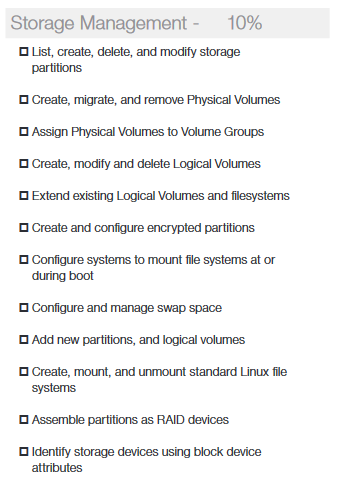 Storage Management - 10%
List, create, delete, and modify storage
partitions
Create, migrate, and remove Physical Volumes
Assign Physical Volumes to Volume Groups
Create, modify and delete Logical Volumes
Extend existing Logical Volumes and filesystems
Create and configure encrypted partitions
Configure systems to mount file systems at or
during boot
Configure and manage swap space
Add new partitions, and logical volumes
Create, mount, and unmount standard Linux file
systems
Assemble partitions as RAID devices
Identify storage devices using block device
attributes